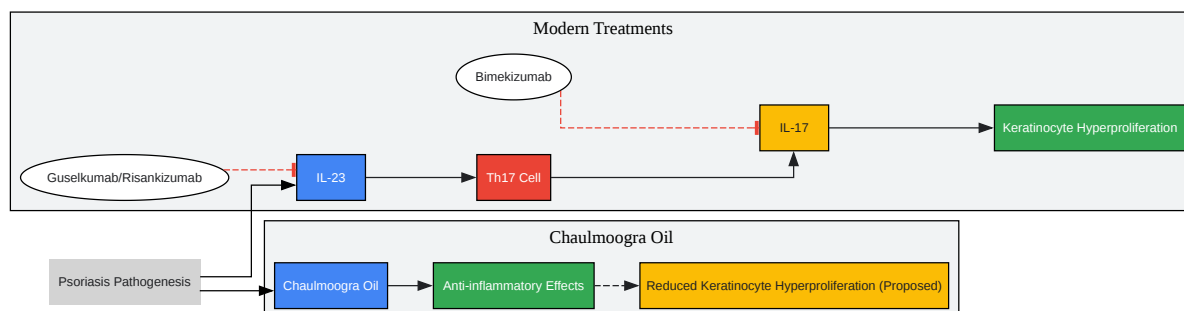 Modern Treatments
Bimekizumab
IL-17
Keratinocyte Hyperproliferation
Guselkumab/Risankizumab
IL-23
Th17 Cell
Chaulmoogra Oil
Psoriasis Pathogenesis
Chaulmoogra Oil
Anti-inflammatory Effects
Reduced Keratinocyte Hyperproliferation (Proposed)